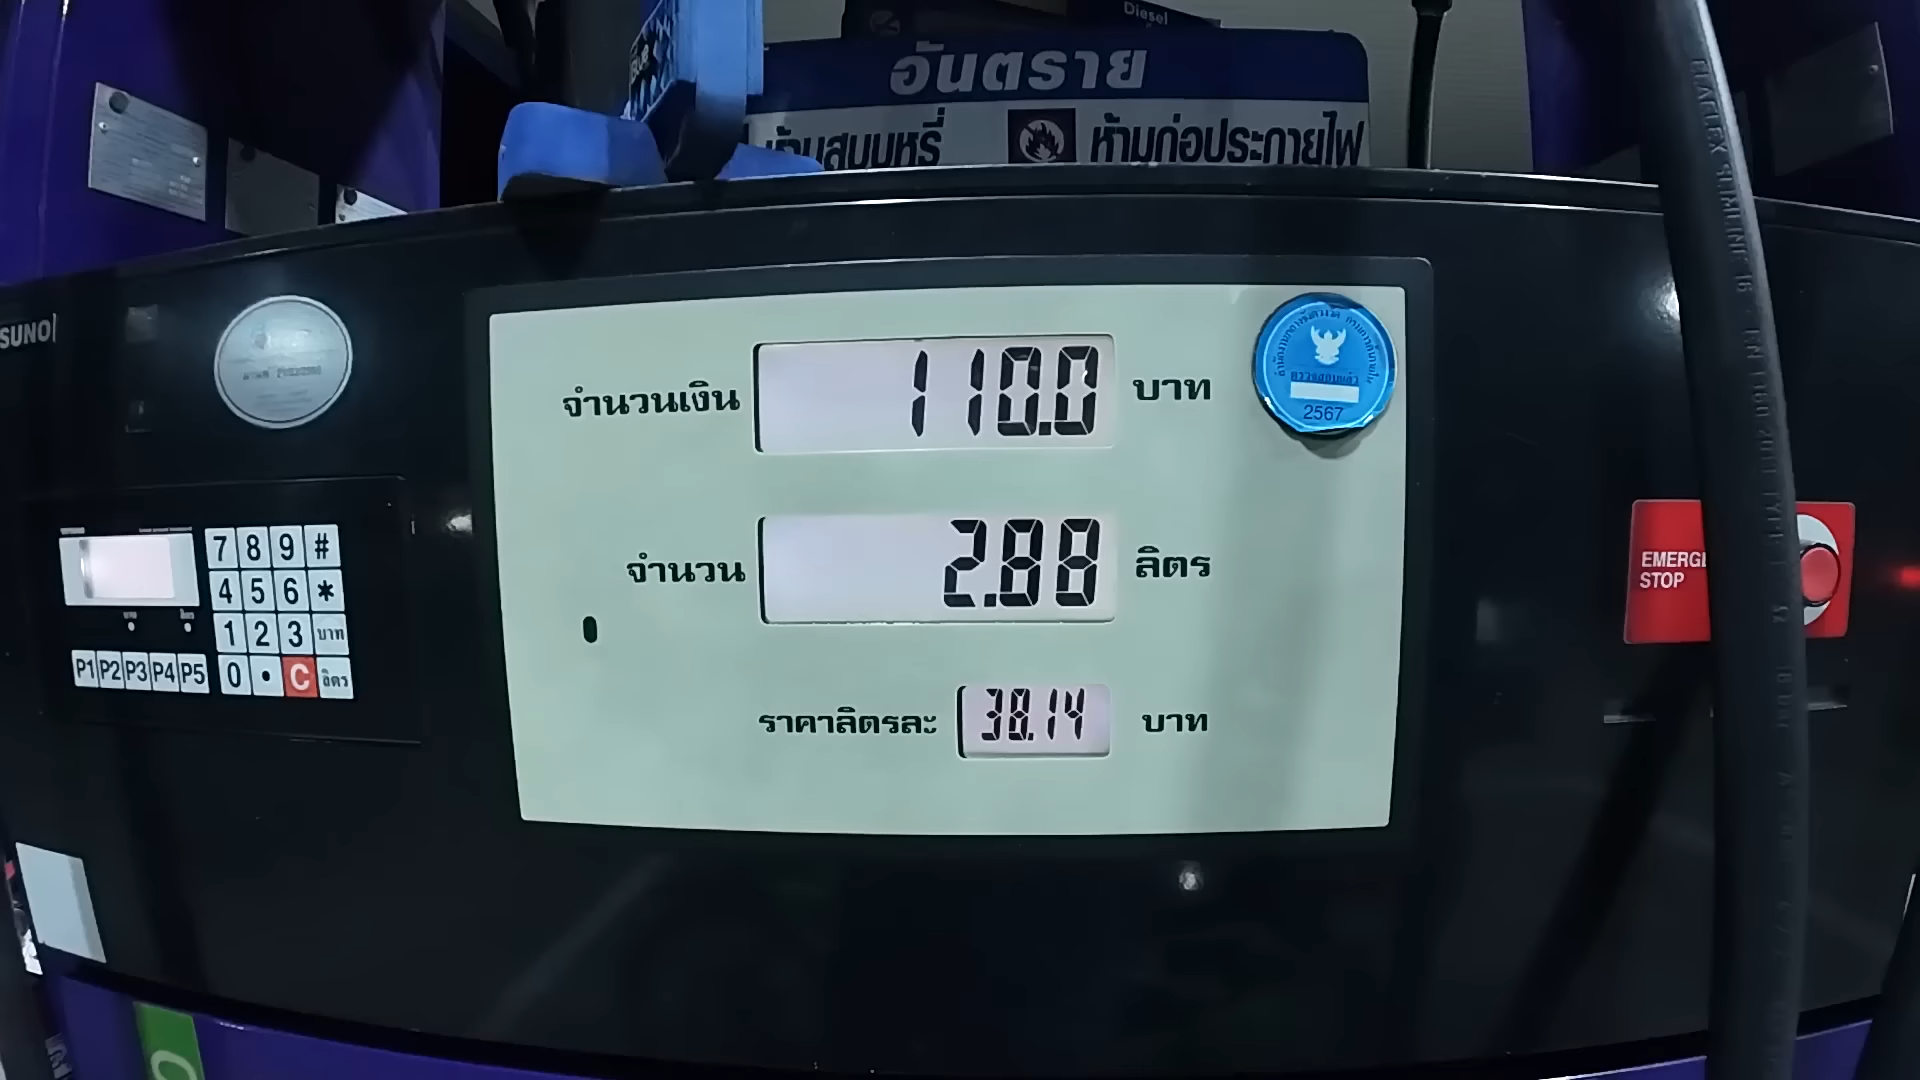 Diesel
อันตราย
ห้ามสูบบุหรี่
ห้ามก่อประกายไฟ
SUNO
จำนวนเงิน 110.0 บาท
2567
จำนวน 2.88 ลิตร
ราคาลิตรละ 38.14 บาท
7 8 9 #
4 5 6 *
1 2 3 บาท
0 . C ลิตร
P1 P2 P3 P4 P5
EMERGE
STOP